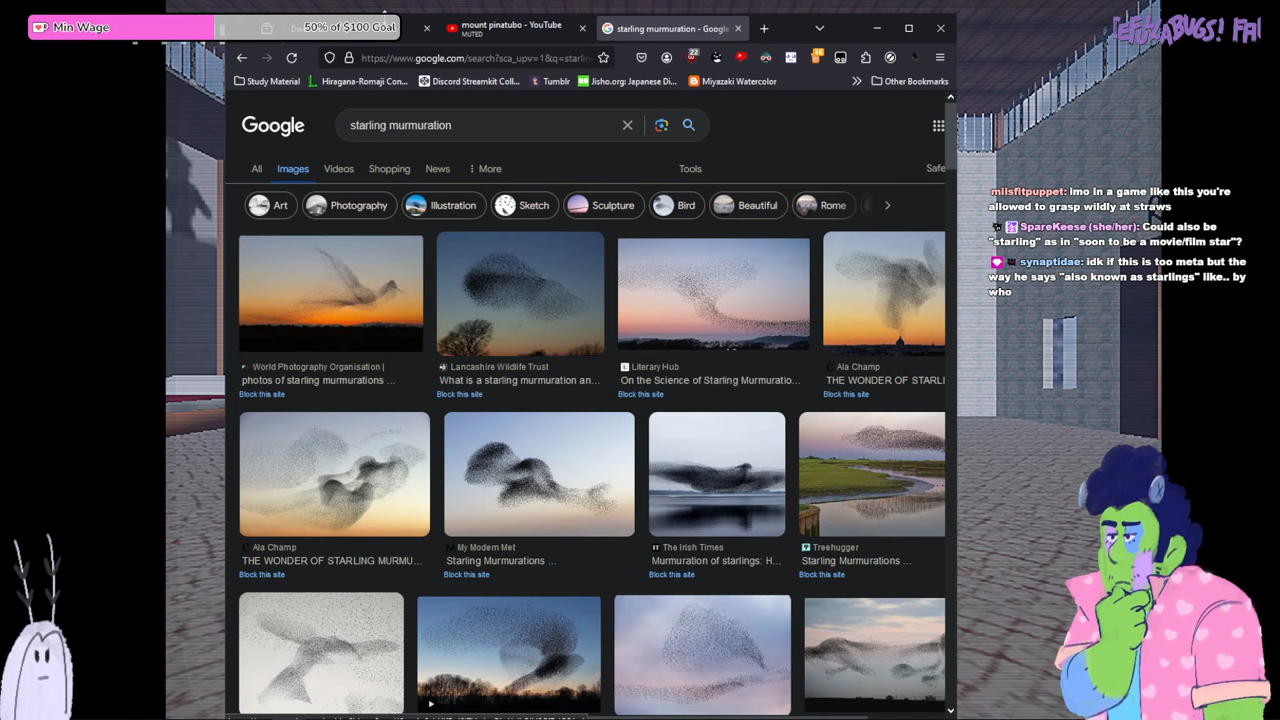 Min Wage
50% of $100 Goal
mount pinatubo - YouTube
MUTED
starling murmuration - Google
https://www.google.com/search?sca_upv=1&q=starlin
22
16
Study Material
Hiragana-Romaji Con...
Discord Streamkit Coll...
Tumblr
Jisho.org: Japanese Di...
Miyazaki Watercolor
Other Bookmarks
Google
starling murmuration
All
Images
Videos
Shopping
News
More
Tools
Safe
Art
Photography
Illustration
Sketch
Sculpture
Bird
Beautiful
Rome
World Photography Organisation |
photos of starling murmurations ...
Block this site
Lancashire Wildlife Trust
What is a starling murmuration an...
Block this site
Literary Hub
On the Science of Starling Murmuratio...
Block this site
Ala Champ
THE WONDER OF STARLI
Block this site
Ala Champ
THE WONDER OF STARLING MURMU...
Block this site
My Modern Met
Starling Murmurations ...
Block this site
The Irish Times
Murmuration of starlings: H...
Block this site
Treehugger
Starling Murmurations ...
Block this site
miisfitpuppet: Imo in a game like this you're
allowed to grasp wildly at straws
SpareKeese (she/her): Could also be
"starling" as in "soon to be a movie/film star"?
synaptidae: idk if this is too meta but the
way he says "also known as starlings" like.. by
who